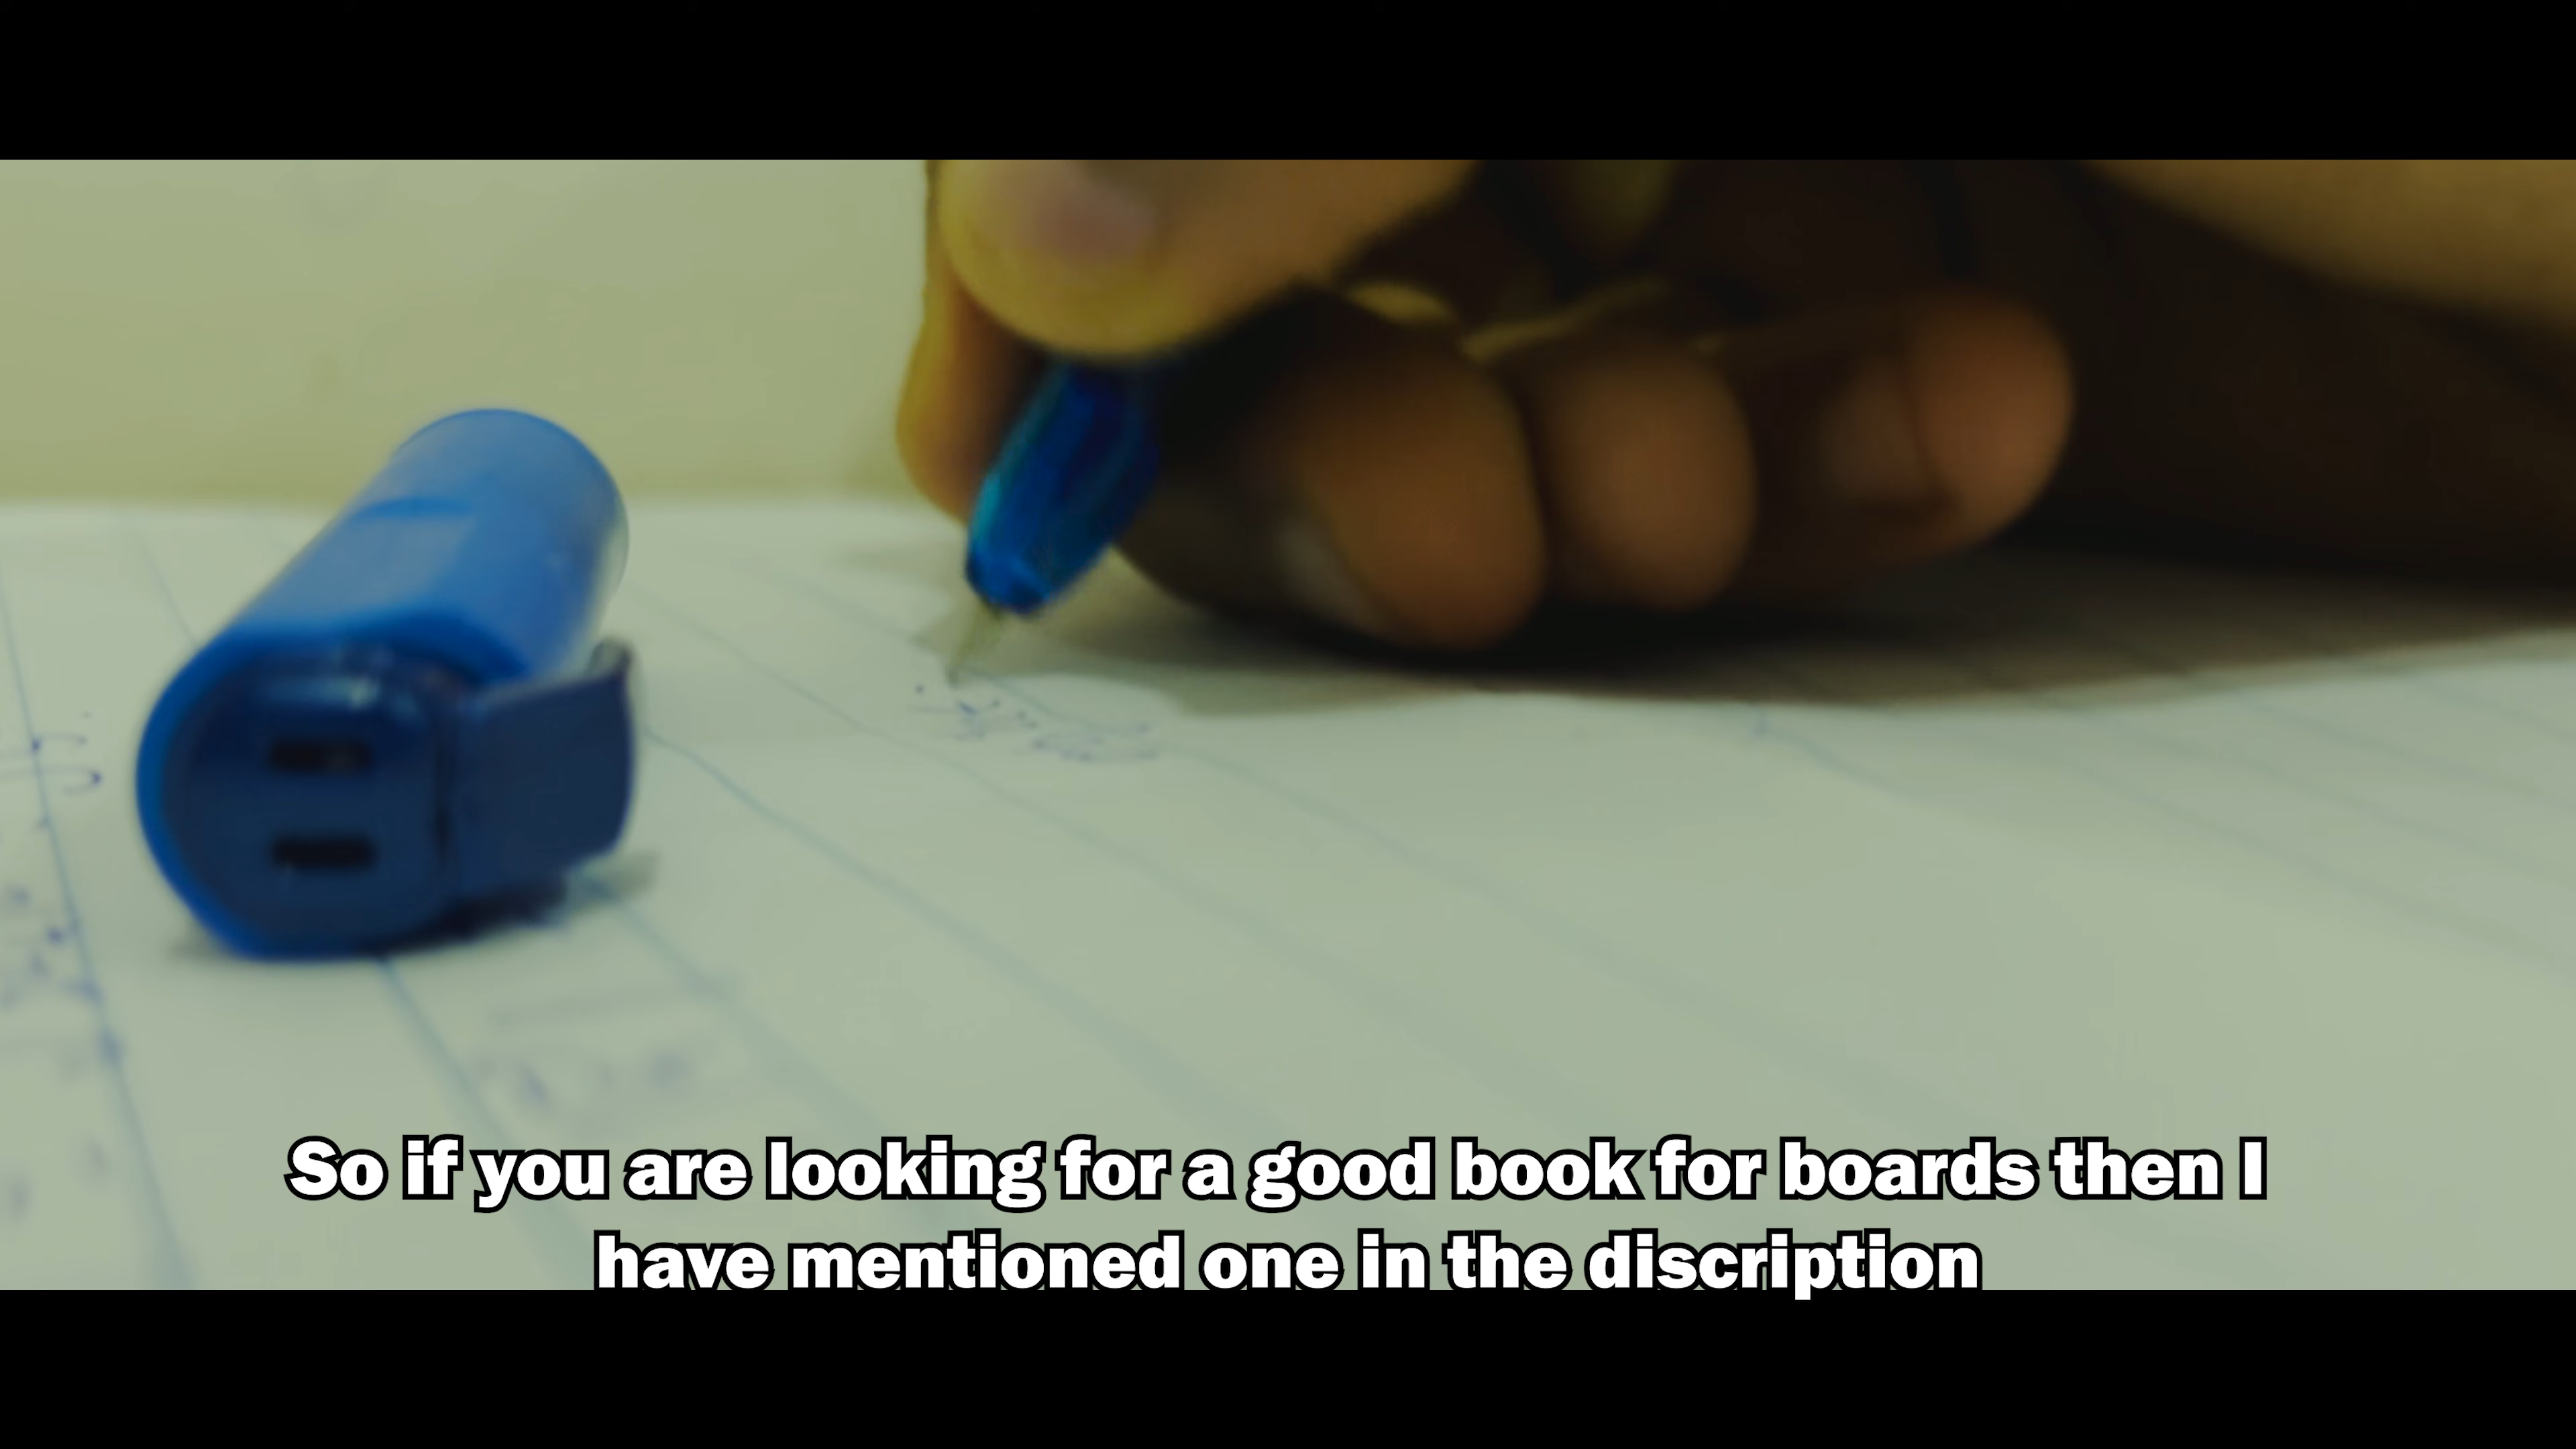 So if you are looking for a good book for boards then I
have mentioned one in the discription